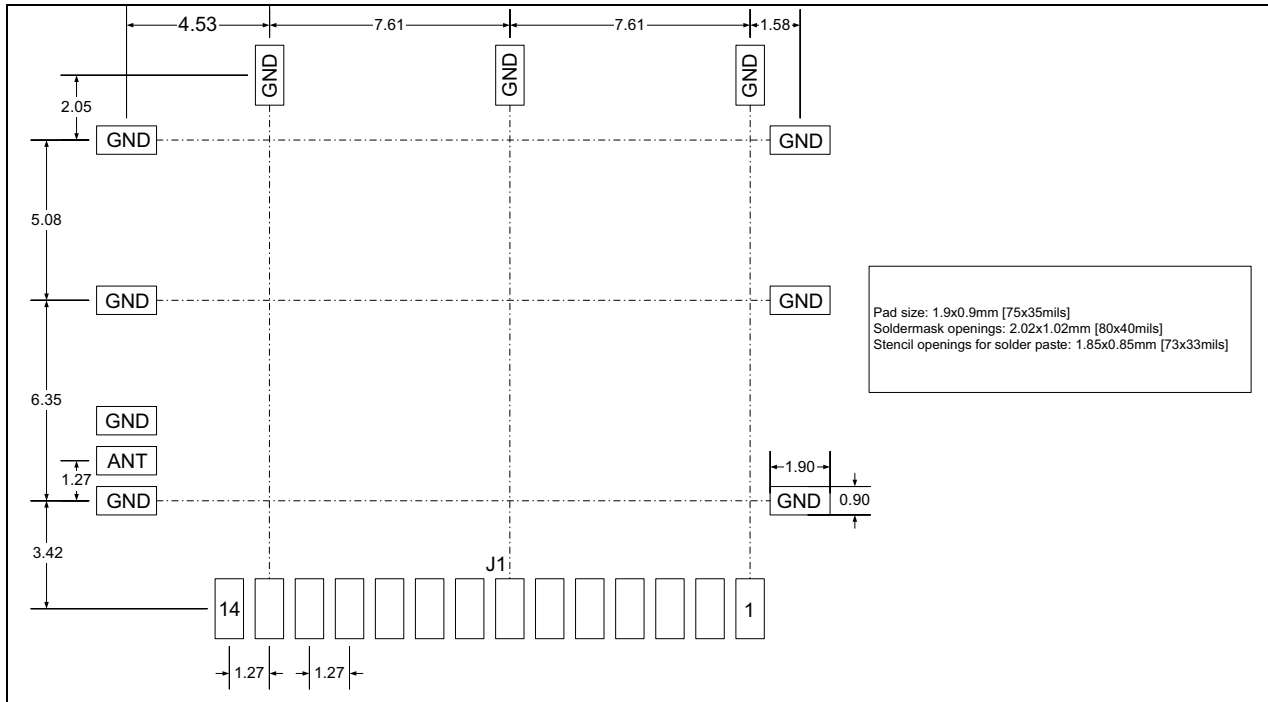 4.53
7.61
7.61
1.58
GND
GND
GND
2.05
GND
GND
5.08
GND
GND
Pad size: 1.9x0.9mm [75x35mils]
Soldermask openings: 2.02x1.02mm [80x40mils]
Stencil openings for solder paste: 1.85x0.85mm [73x33mils]
6.35
GND
ANT
1.27
GND
1.90
GND
0.90
3.42
J1
14
1
1.27
1.27